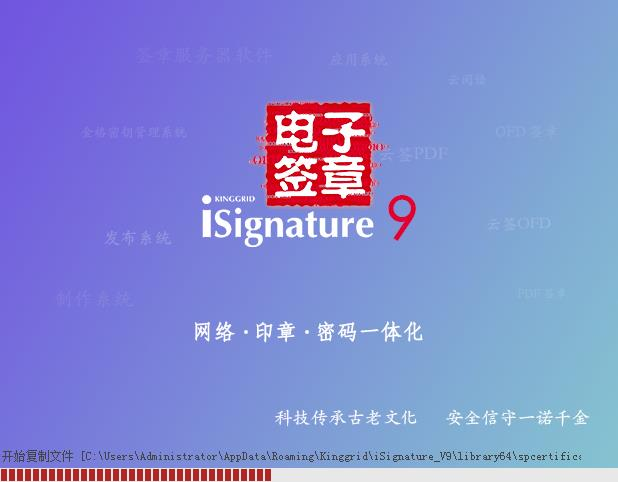 签章服务器软件
应用系统
云阅读
金格密钥管理系统
OFD签章
云签PDF
电子
签章
KINGGRID
iSignature 9
发布系统
云签OFD
制作系统
PDF签章
网络·印章·密码一体化
科技传承古老文化 安全信守一诺千金
开始复制文件 [C:\Users\Administrator\AppData\Roaming\Kinggrid\iSignature_V9\library64\spcertific